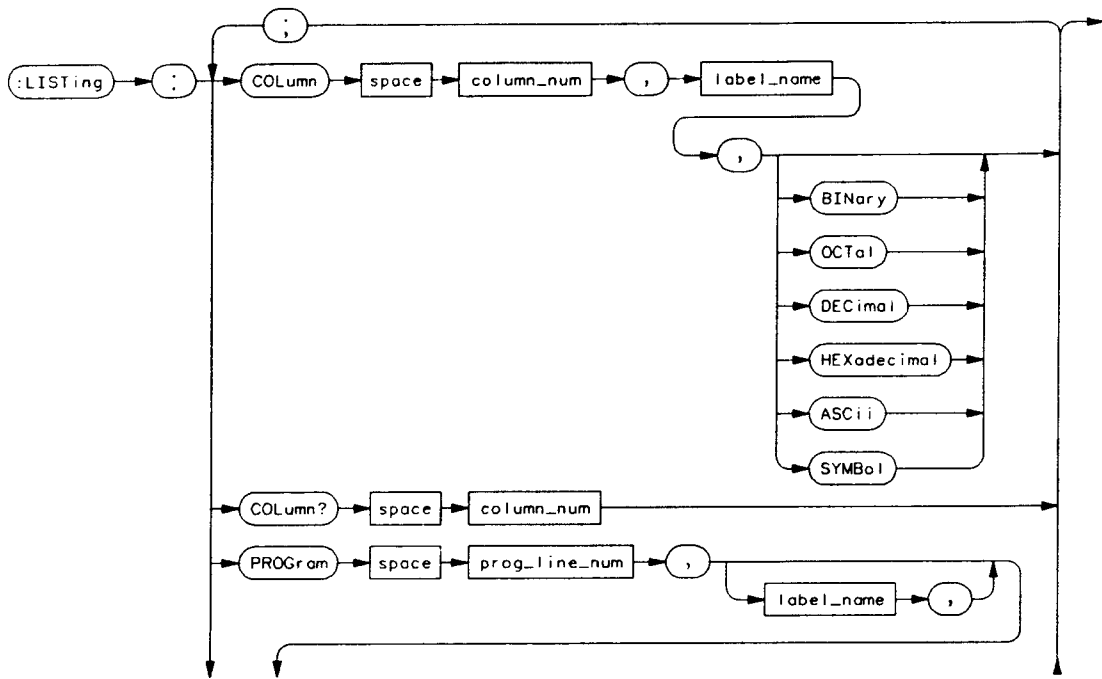 ;
:LISTing : COLumn space column_num , label_name
,
BINary
OCTal
DECimal
HEXadecimal
ASCii
SYMBol
COLumn? space column_num
PROGram space prog_line_num ,
label_name ,